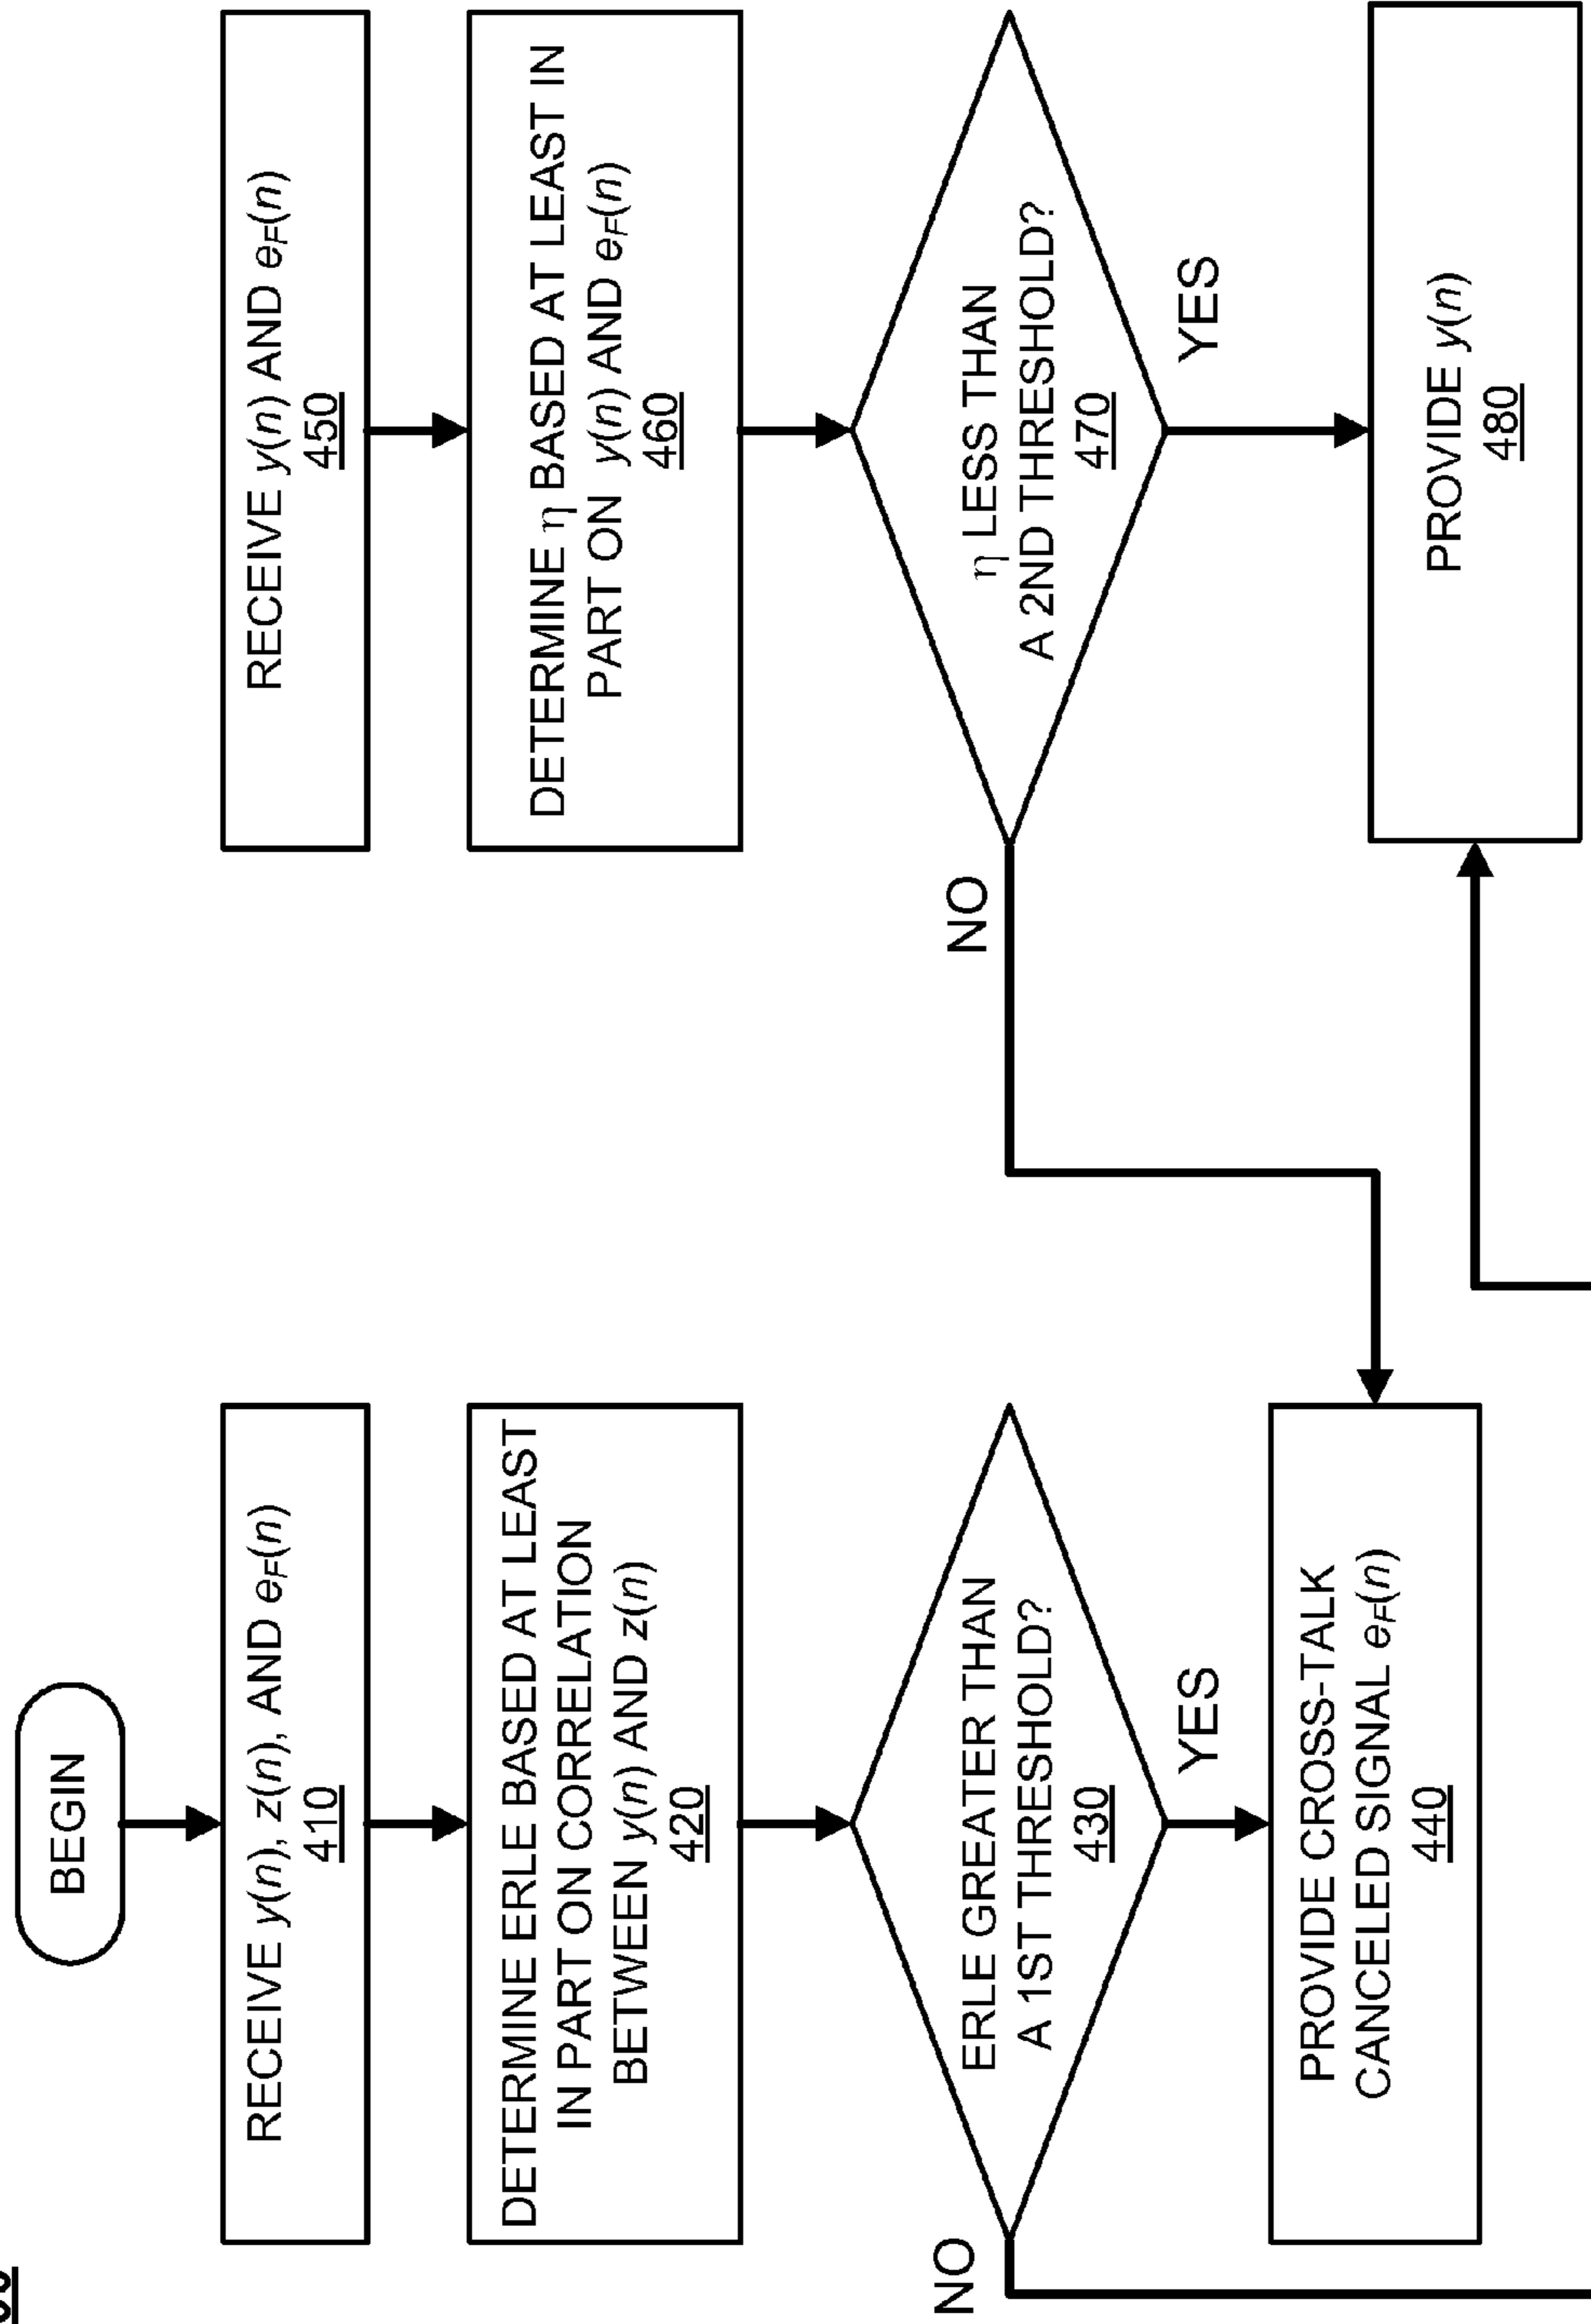 BEGIN
RECEIVE y(n), z(n), AND eF(n)
410
DETERMINE ERLE BASED AT LEAST
IN PART ON CORRELATION
BETWEEN y(n) AND z(n)
420
ERLE GREATER THAN
A 1ST THRESHOLD?
430
NO
YES
PROVIDE CROSS-TALK
CANCELED SIGNAL eF(n)
440
RECEIVE y(n) AND eF(n)
450
DETERMINE η BASED AT LEAST IN
PART ON y(n) AND eF(n)
460
η LESS THAN
A 2ND THRESHOLD?
470
NO
YES
PROVIDE y(n)
480